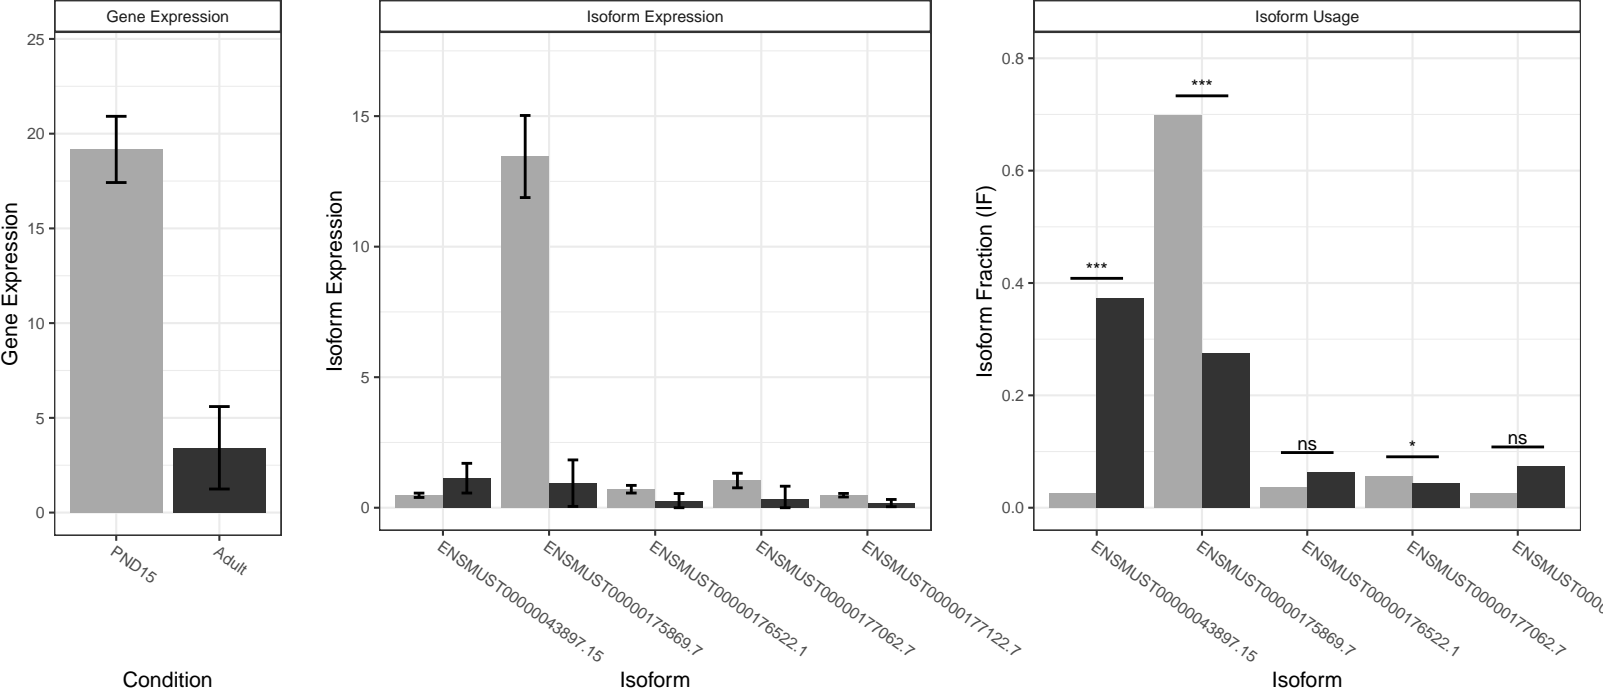 Gene Expression
Isoform Expression
Isoform Usage
Gene Expression
25
20
15
10
5
0
PND15
Adult
Condition
Isoform Expression
15
10
5
0
ENSMUST00000043897.15
ENSMUST00000175869.7
ENSMUST00000176522.1
ENSMUST00000177062.7
ENSMUST00000177122.7
Isoform
Isoform Fraction (IF)
0.8
0.6
0.4
0.2
0.0
***
***
ns
*
ns
ENSMUST00000043897.15
ENSMUST00000175869.7
ENSMUST00000176522.1
ENSMUST00000177062.7
Isoform